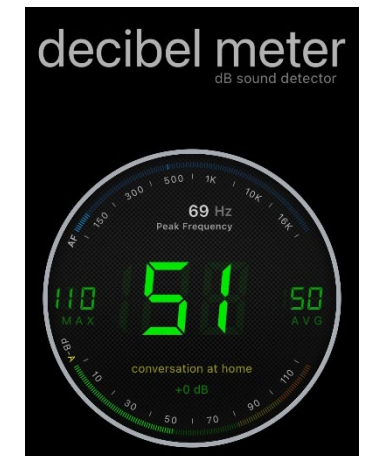 decibel meter
dB sound detector
AF 150 300 500 1K 10K 16K
69 Hz
Peak Frequency
110 51 50
MAX AVG
dB-A 10 30 50 70 90 110
conversation at home
+0 dB